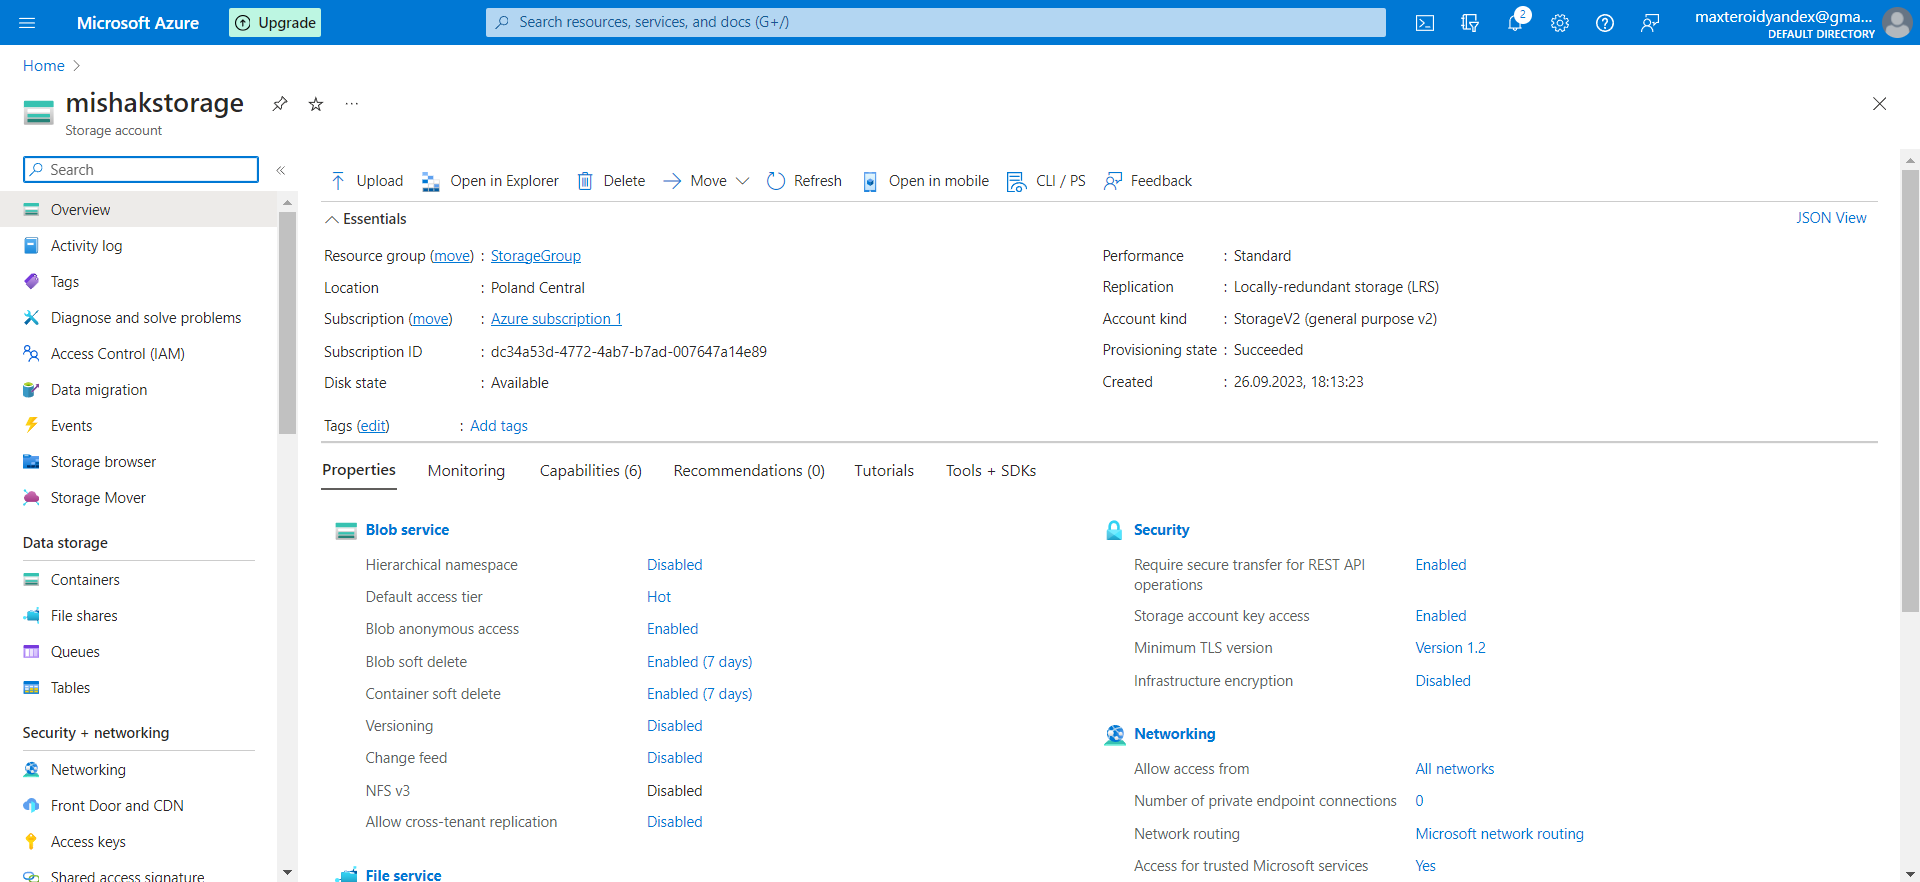 Microsoft Azure
Upgrade
Search resources, services, and docs (G+/)
2
maxteroidyandex@gma...
DEFAULT DIRECTORY
Home
mishakstorage
Storage account
Search
Overview
Activity log
Tags
Diagnose and solve problems
Access Control (IAM)
Data migration
Events
Storage browser
Storage Mover
Data storage
Containers
File shares
Queues
Tables
Security + networking
Networking
Front Door and CDN
Access keys
Shared access signature
Upload Open in Explorer Delete Move Refresh Open in mobile CLI / PS Feedback
Essentials
JSON View
Resource group (move) : StorageGroup
Location : Poland Central
Subscription (move) : Azure subscription 1
Subscription ID : dc34a53d-4772-4ab7-b7ad-007647a14e89
Disk state : Available
Performance : Standard
Replication : Locally-redundant storage (LRS)
Account kind : StorageV2 (general purpose v2)
Provisioning state : Succeeded
Created : 26.09.2023, 18:13:23
Tags (edit) : Add tags
Properties Monitoring Capabilities (6) Recommendations (0) Tutorials Tools + SDKs
Blob service
Hierarchical namespace Disabled
Default access tier Hot
Blob anonymous access Enabled
Blob soft delete Enabled (7 days)
Container soft delete Enabled (7 days)
Versioning Disabled
Change feed Disabled
NFS v3 Disabled
Allow cross-tenant replication Disabled
File service
Security
Require secure transfer for REST API Enabled
operations
Storage account key access Enabled
Minimum TLS version Version 1.2
Infrastructure encryption Disabled
Networking
Allow access from All networks
Number of private endpoint connections 0
Network routing Microsoft network routing
Access for trusted Microsoft services Yes